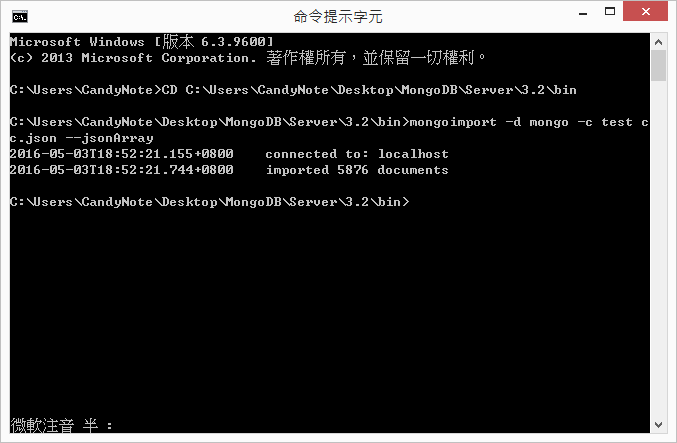 命令提示字元
Microsoft Windows [版本 6.3.9600]
(c) 2013 Microsoft Corporation. 著作權所有，並保留一切權利。
C:\Users\CandyNote>CD C:\Users\CandyNote\Desktop\MongoDB\Server\3.2\bin
C:\Users\CandyNote\Desktop\MongoDB\Server\3.2\bin>mongoimport -d mongo -c test c
c.json --jsonArray
2016-05-03T18:52:21.155+0800    connected to: localhost
2016-05-03T18:52:21.744+0800    imported 5876 documents
C:\Users\CandyNote\Desktop\MongoDB\Server\3.2\bin>
微軟注音 半 :